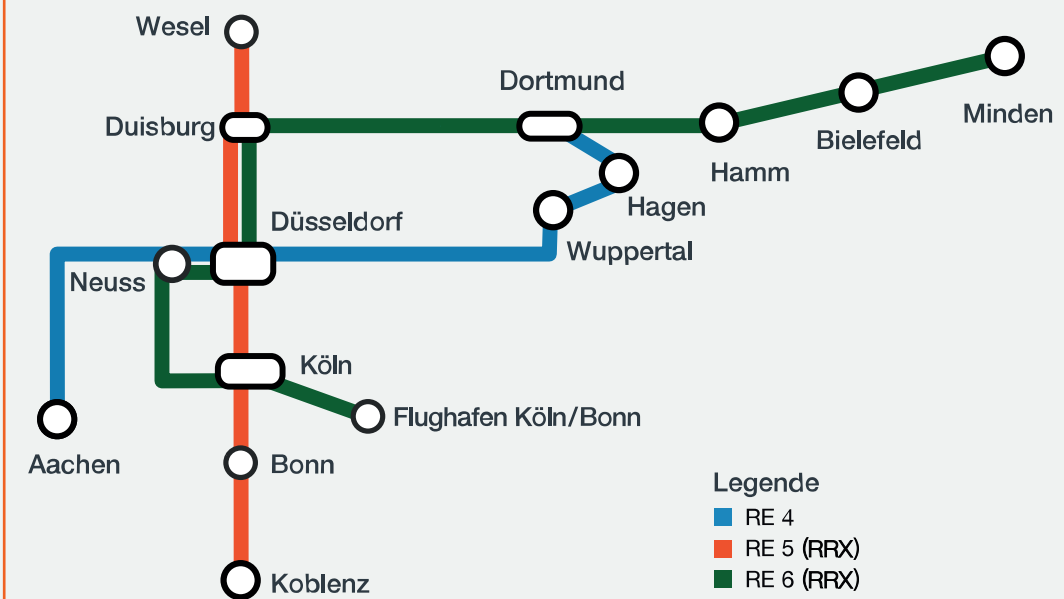 Wesel
Dortmund
Duisburg
Minden
Bielefeld
Hamm
Hagen
Düsseldorf
Wuppertal
Neuss
Köln
Flughafen Köln/Bonn
Aachen
Bonn
Koblenz
Legende
RE 4
RE 5 (RRX)
RE 6 (RRX)